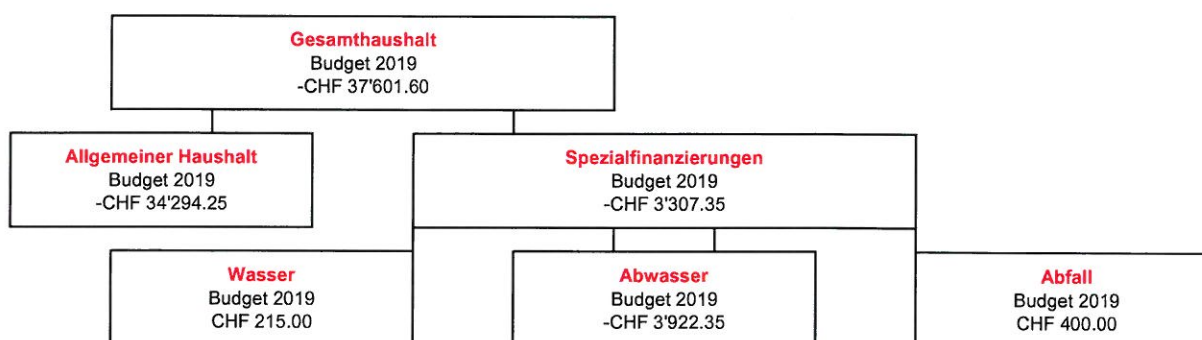 Gesamthaushalt
Budget 2019
-CHF 37'601.60
Allgemeiner Haushalt
Budget 2019
-CHF 34'294.25
Spezialfinanzierungen
Budget 2019
-CHF 3'307.35
Wasser
Budget 2019
CHF 215.00
Abwasser
Budget 2019
-CHF 3'922.35
Abfall
Budget 2019
CHF 400.00